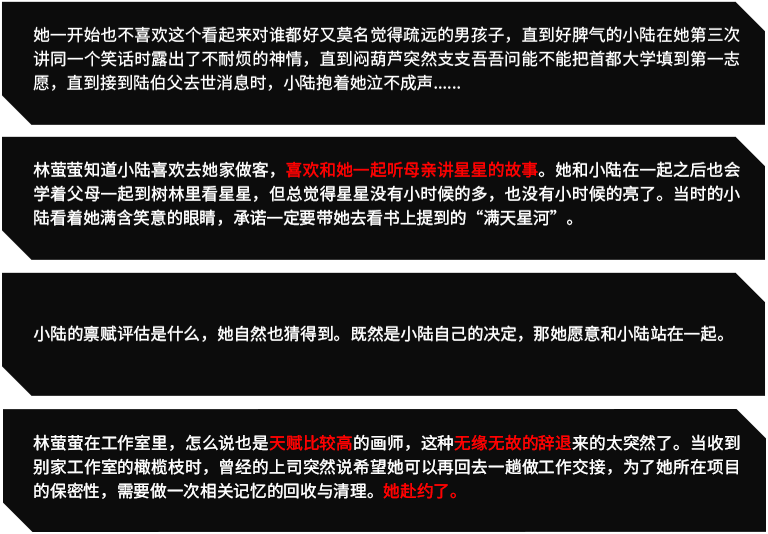 她一开始也不喜欢这个看起来对谁都好又莫名觉得疏远的男孩子，直到好脾气的小陆在她第三次
讲同一个笑话时露出了不耐烦的神情，直到闷葫芦突然支支吾吾问能不能把首都大学填到第一志
愿，直到接到陆伯父去世消息时，小陆抱着她泣不成声......
林萤萤知道小陆喜欢去她家做客，喜欢和她一起听母亲讲星星的故事。她和小陆在一起之后也会
学着父母一起到树林里看星星，但总觉得星星没有小时候的多，也没有小时候的亮了。当时的小
陆看着她满含笑意的眼睛，承诺一定要带她去看书上提到的“满天星河”。
小陆的禀赋评估是什么，她自然也猜得到。既然是小陆自己的决定，那她愿意和小陆站在一起。
林萤萤在工作室里，怎么说也是天赋比较高的画师，这种无缘无故的辞退来的太突然了。当收到
别家工作室的橄榄枝时，曾经的上司突然说希望她可以再回去一趟做工作交接，为了她所在项目
的保密性，需要做一次相关记忆的回收与清理。她赴约了。